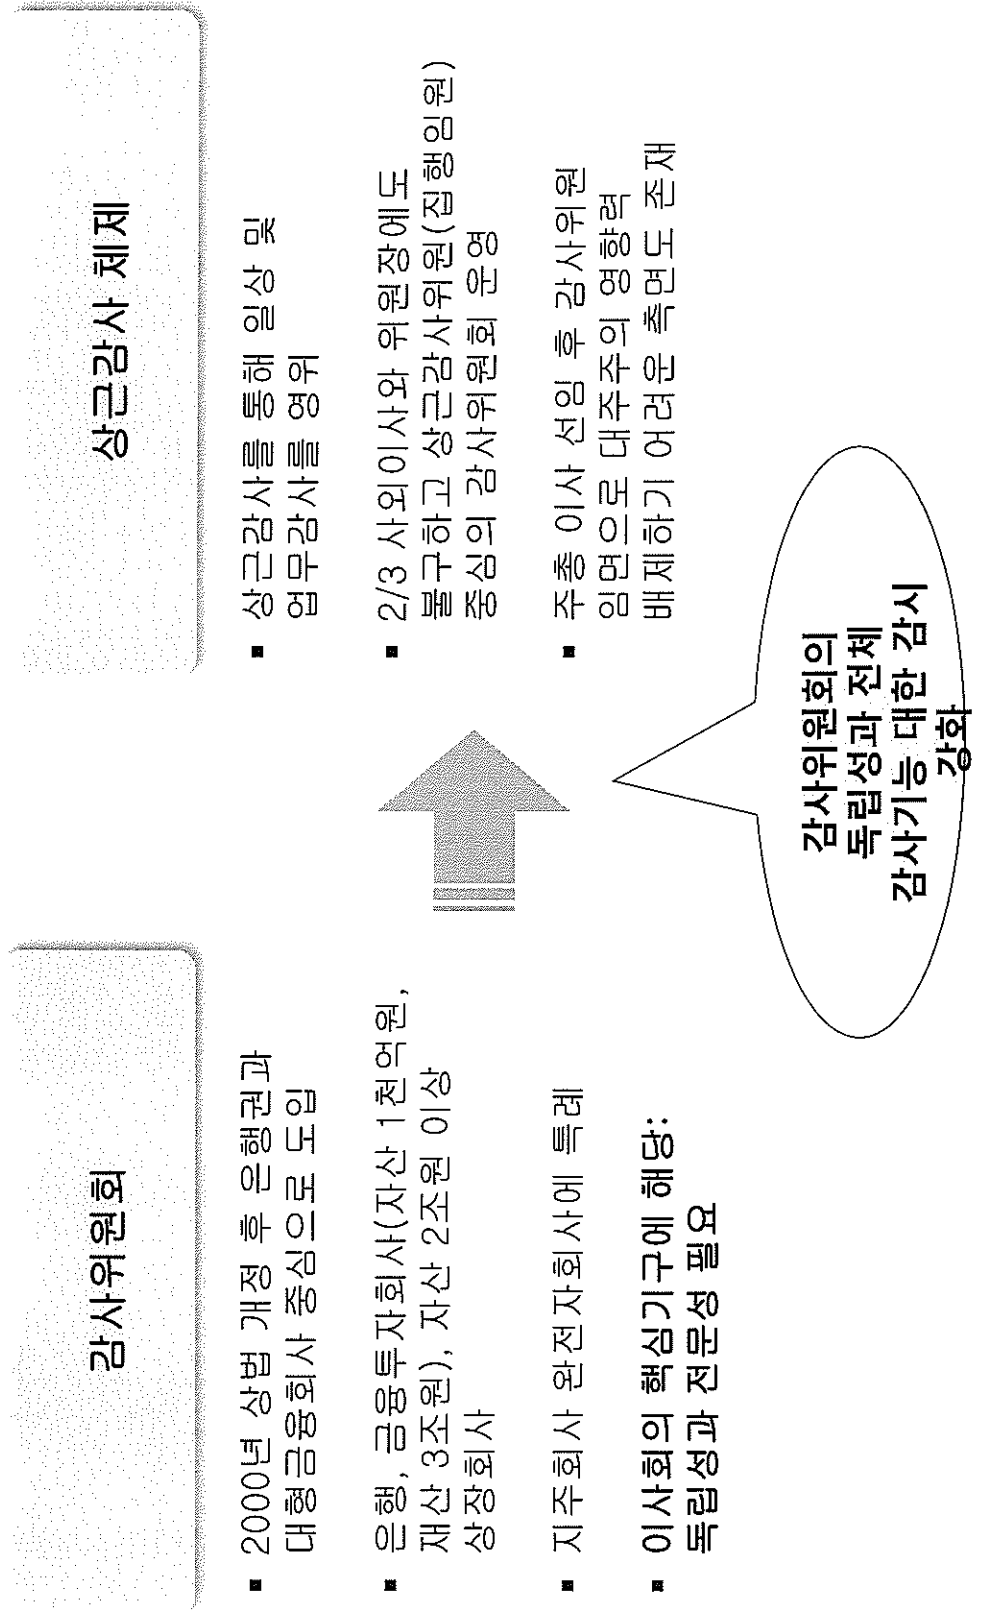 감사위원회
2000년 상법 개정 후 은행권과
대형금융회사 중심으로 도입
은행, 금융투자회사(자산 1천억원,
재산 3조원), 자산 2조원 이상
상장회사
지주회사 완전자회사에 특례
이사회의 핵심기구에 해당:
독립성과 전문성 필요
상근감사 체제
상근감사를 통해 일상 및
업무감사를 영위
2/3 사외이사와 위원장에도
불구하고 상근감사위원(집행임원)
중심의 감사위원회 운영
주총 이사 선임 후 감사위원
임면으로 대주주의 영향력
배제하기 어려운 측면도 존재
감사위원회의
독립성과 전체
감사기능 대한 감시
강화